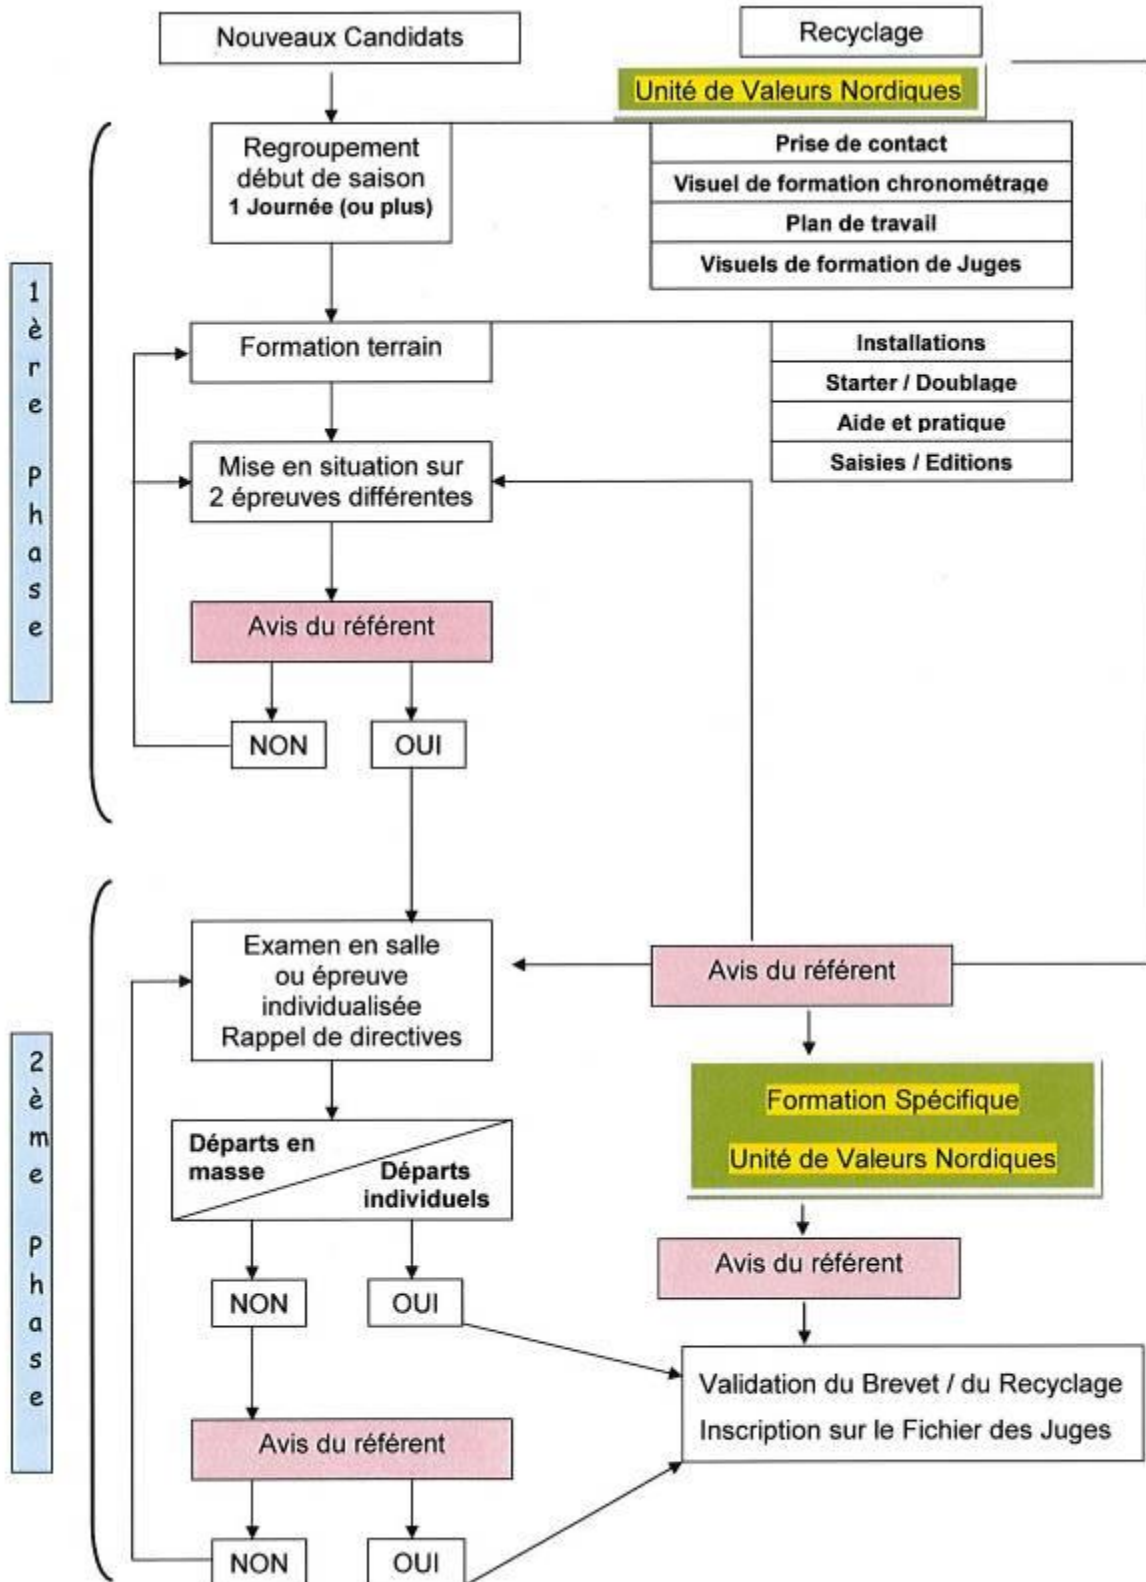 Nouveaux Candidats
Recyclage
Unité de Valeurs Nordiques
Regroupement
début de saison
1 Journée (ou plus)
Prise de contact
Visuel de formation chronométrage
Plan de travail
Visuels de formation de Juges
1ère phase
Formation terrain
Installations
Starter / Doublage
Aide et pratique
Saisies / Editions
Mise en situation sur
2 épreuves différentes
Avis du référent
NON
OUI
2ème phase
Examen en salle
ou épreuve
individualisée
Rappel de directives
Avis du référent
Formation Spécifique
Unité de Valeurs Nordiques
Départs en
masse
Départs
individuels
Avis du référent
NON
OUI
Validation du Brevet / du Recyclage
Inscription sur le Fichier des Juges
Avis du référent
NON
OUI